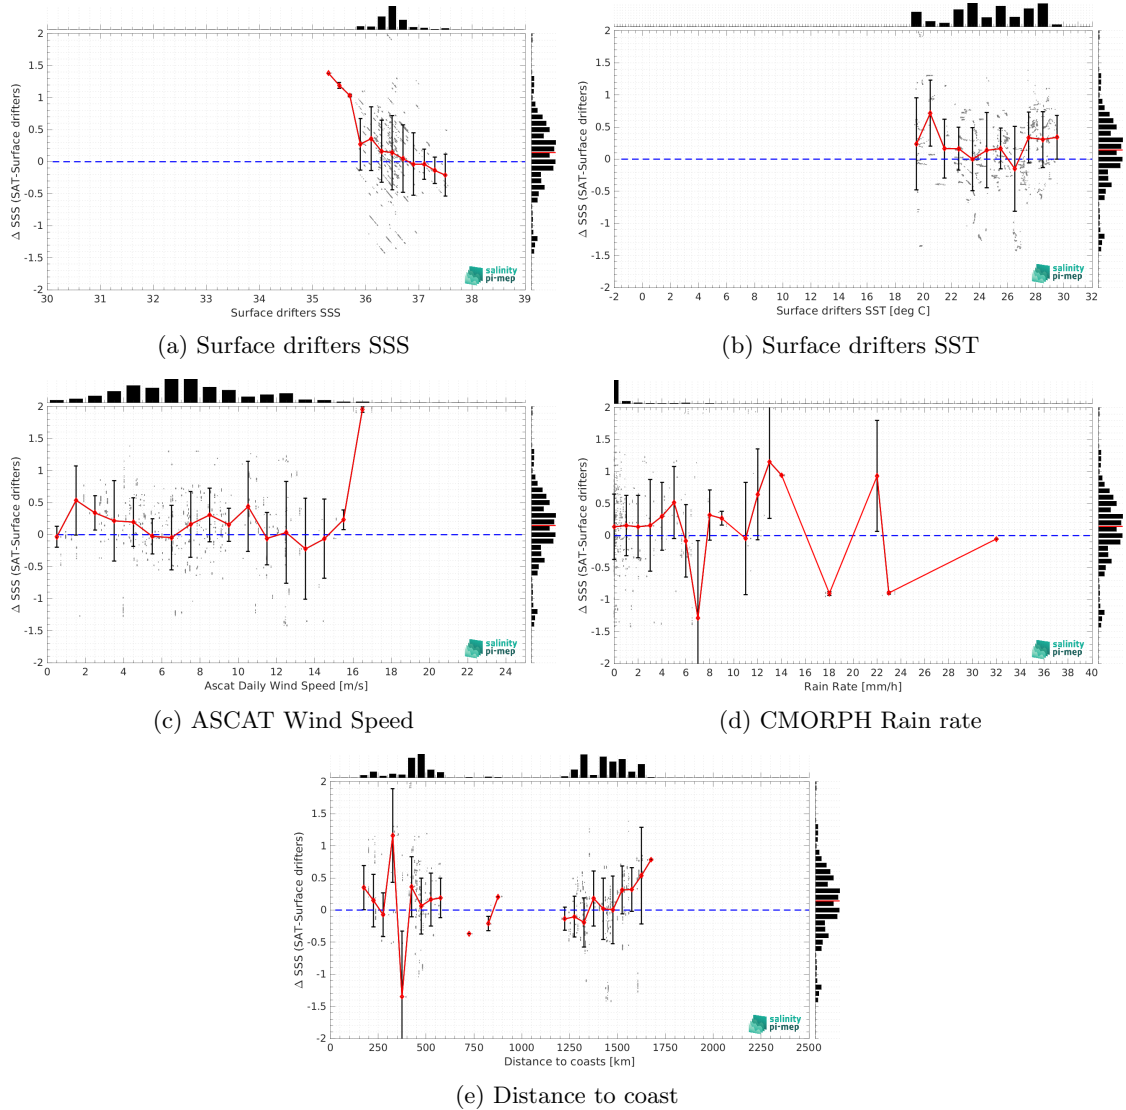 2
1.5
1
0.5
0
-0.5
-1
-1.5
-2
Δ SSS (SAT-Surface drifters)
30 31 32 33 34 35 36 37 38 39
Surface drifters SSS
salinity
pi-mep
(a) Surface drifters SSS
2
1.5
1
0.5
0
-0.5
-1
-1.5
-2
Δ SSS (SAT-Surface drifters)
-2 0 2 4 6 8 10 12 14 16 18 20 22 24 26 28 30 32
Surface drifters SST [deg C]
salinity
pi-mep
(b) Surface drifters SST
2
1.5
1
0.5
0
-0.5
-1
-1.5
-2
Δ SSS (SAT-Surface drifters)
0 2 4 6 8 10 12 14 16 18 20 22 24
Ascat Daily Wind Speed [m/s]
salinity
pi-mep
(c) ASCAT Wind Speed
2
1.5
1
0.5
0
-0.5
-1
-1.5
-2
Δ SSS (SAT-Surface drifters)
0 2 4 6 8 10 12 14 16 18 20 22 24 26 28 30 32 34 36 38 40
Rain Rate [mm/h]
salinity
pi-mep
(d) CMORPH Rain rate
2
1.5
1
0.5
0
-0.5
-1
-1.5
-2
Δ SSS (SAT-Surface drifters)
0 250 500 750 1000 1250 1500 1750 2000 2250 2500
Distance to coasts [km]
salinity
pi-mep
(e) Distance to coast